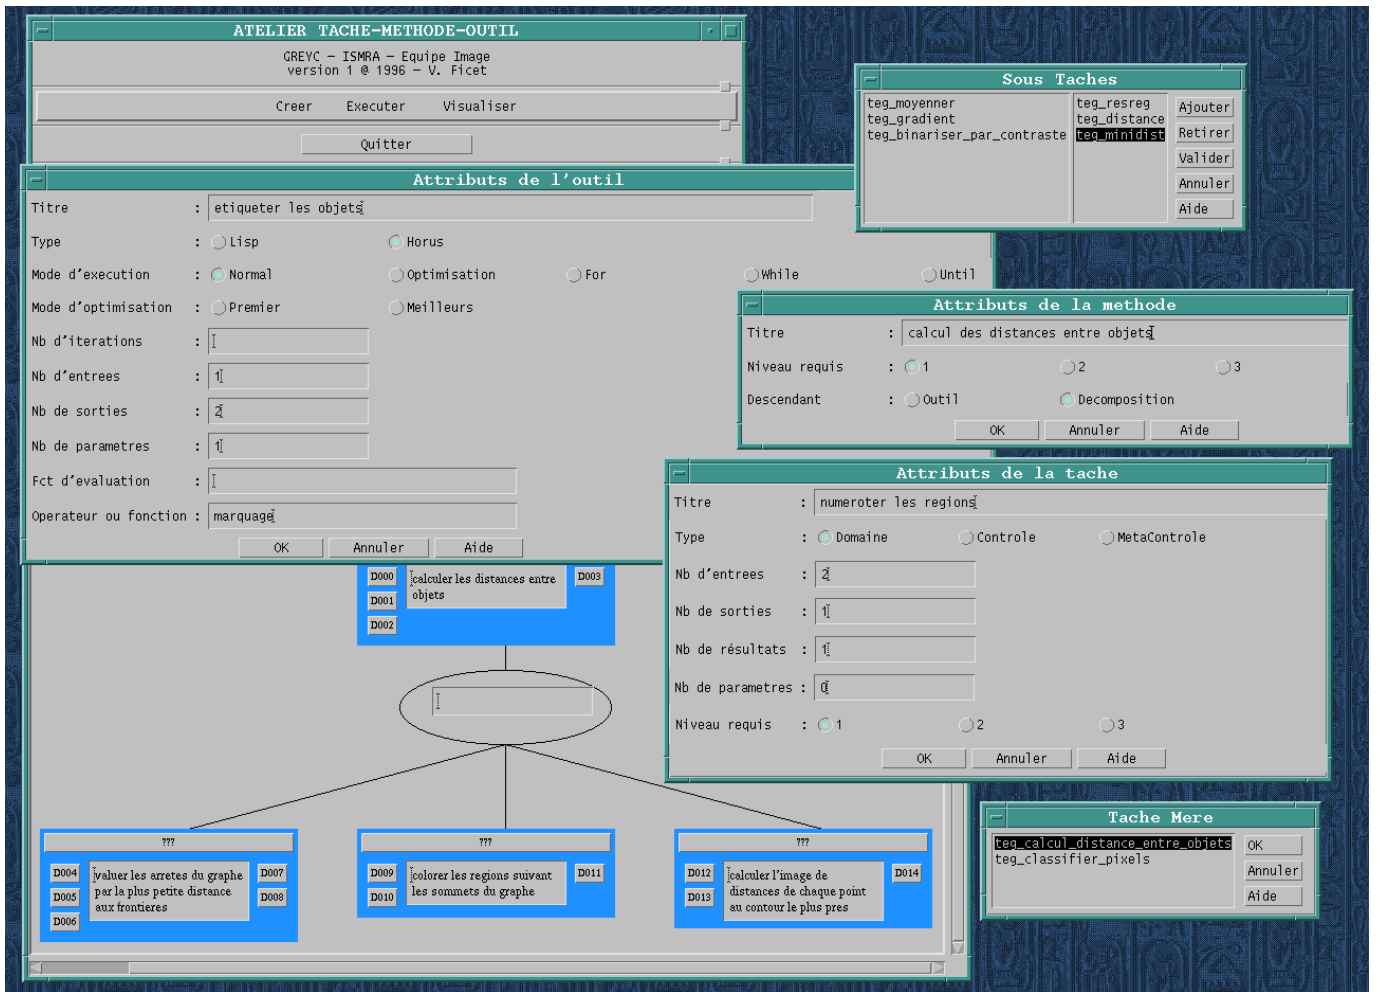 ATELIER TACHE-METHODE-OUTIL
GREYC - ISMRA - Equipe Image
version 1 @ 1996 - V. Ficet
Creer Executer Visualiser
Quitter
Sous Taches
teg_moyenner
teg_gradient
teg_binariser_par_contraste
teg_resreg
teg_distance
teg_minidist
Ajouter
Retirer
Valider
Annuler
Aide
Attributs de l'outil
Titre : etiqueter les objets
Type : Lisp Horus
Mode d'execution : Normal Optimisation For While Until
Mode d'optimisation : Premier Meilleurs
Nb d'iterations :
Nb d'entrees : 1
Nb de sorties : 2
Nb de parametres : 1
Fct d'evaluation :
Operateur ou fonction : marquage
OK Annuler Aide
Attributs de la methode
Titre : calcul des distances entre objets
Niveau requis : 1 2 3
Descendant : Outil Decomposition
OK Annuler Aide
Attributs de la tache
Titre : numeroter les regions
Type : Domaine Controle MetaControle
Nb d'entrees : 2
Nb de sorties : 1
Nb de résultats : 1
Nb de parametres : 0
Niveau requis : 1 2 3
OK Annuler Aide
D000
D001
D002
calculer les distances entre
objets
D003
???
D004
D005
D006
valuer les arretes du graphe
par la plus petite distance
aux frontieres
D007
D008
???
D009
D010
colorer les regions suivant
les sommets du graphe
D011
???
D012
D013
calculer l'image de
distances de chaque point
au contour le plus pres
D014
Tache Mere
teg_calcul_distance_entre_objets
teg_classifier_pixels
OK
Annuler
Aide